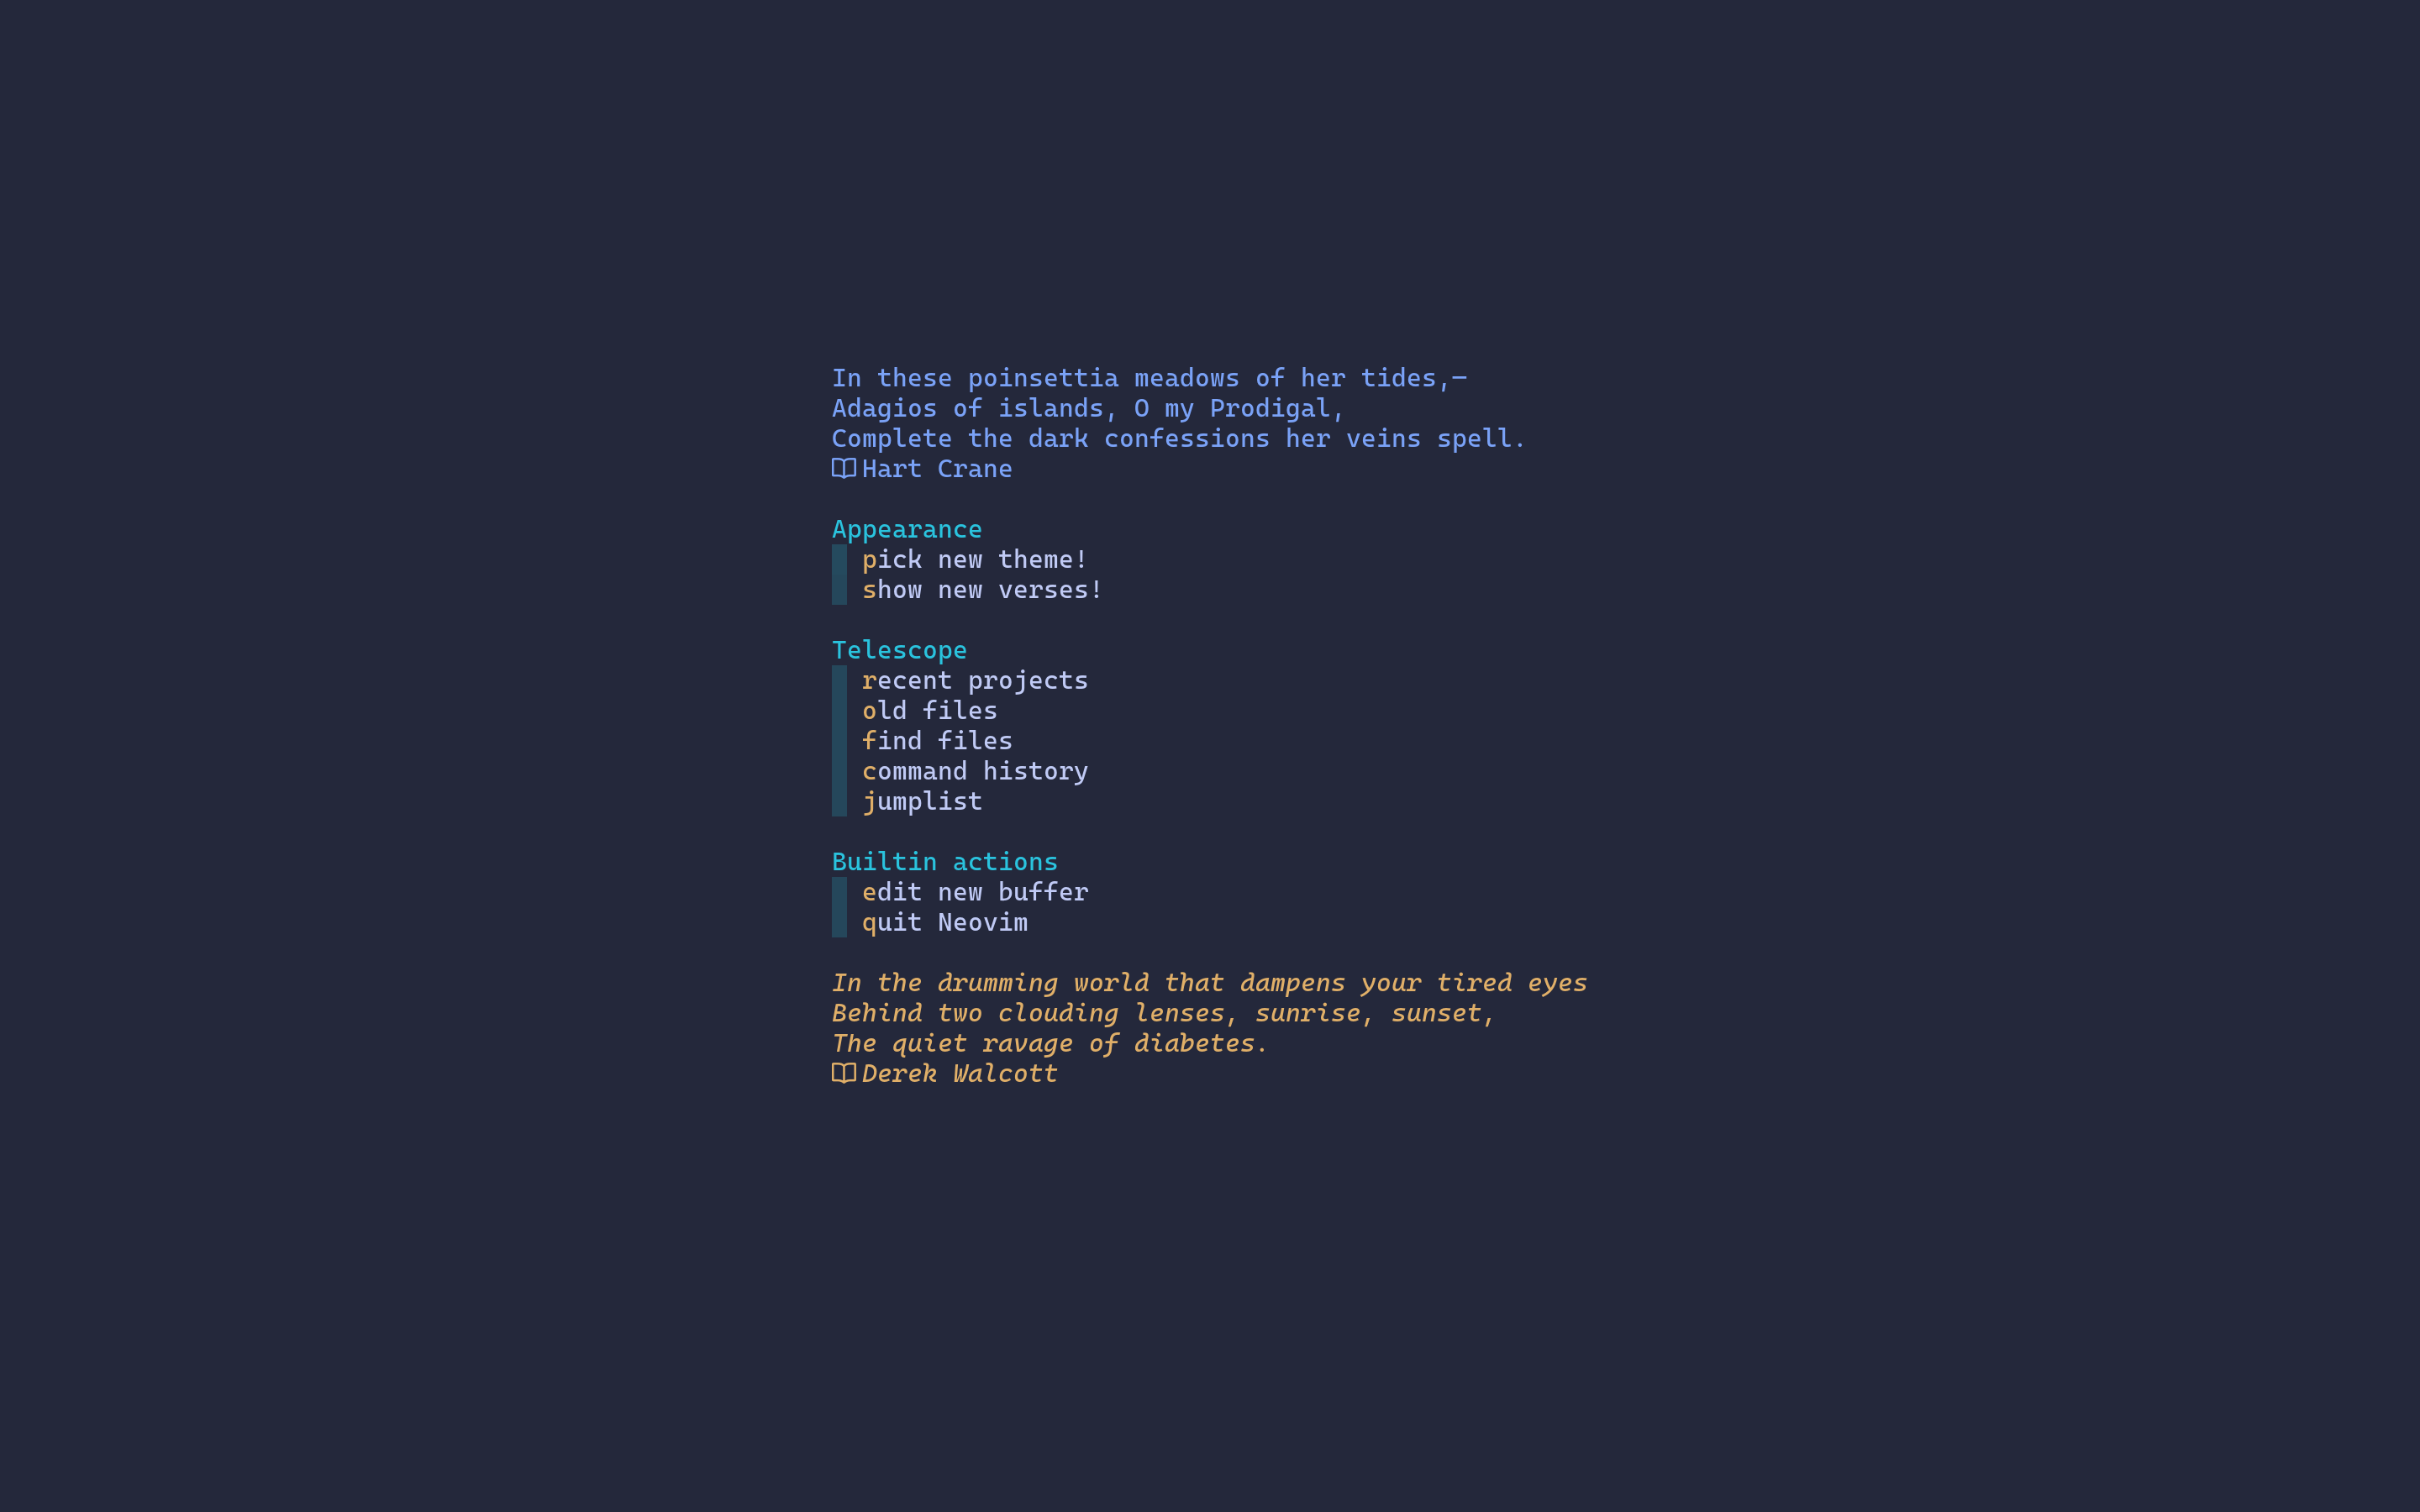 In these poinsettia meadows of her tides,—
Adagios of islands, O my Prodigal,
Complete the dark confessions her veins spell.
Hart Crane
Appearance
pick new theme!
show new verses!
Telescope
recent projects
old files
find files
command history
jumplist
Builtin actions
edit new buffer
quit Neovim
In the drumming world that dampens your tired eyes
Behind two clouding lenses, sunrise, sunset,
The quiet ravage of diabetes.
Derek Walcott